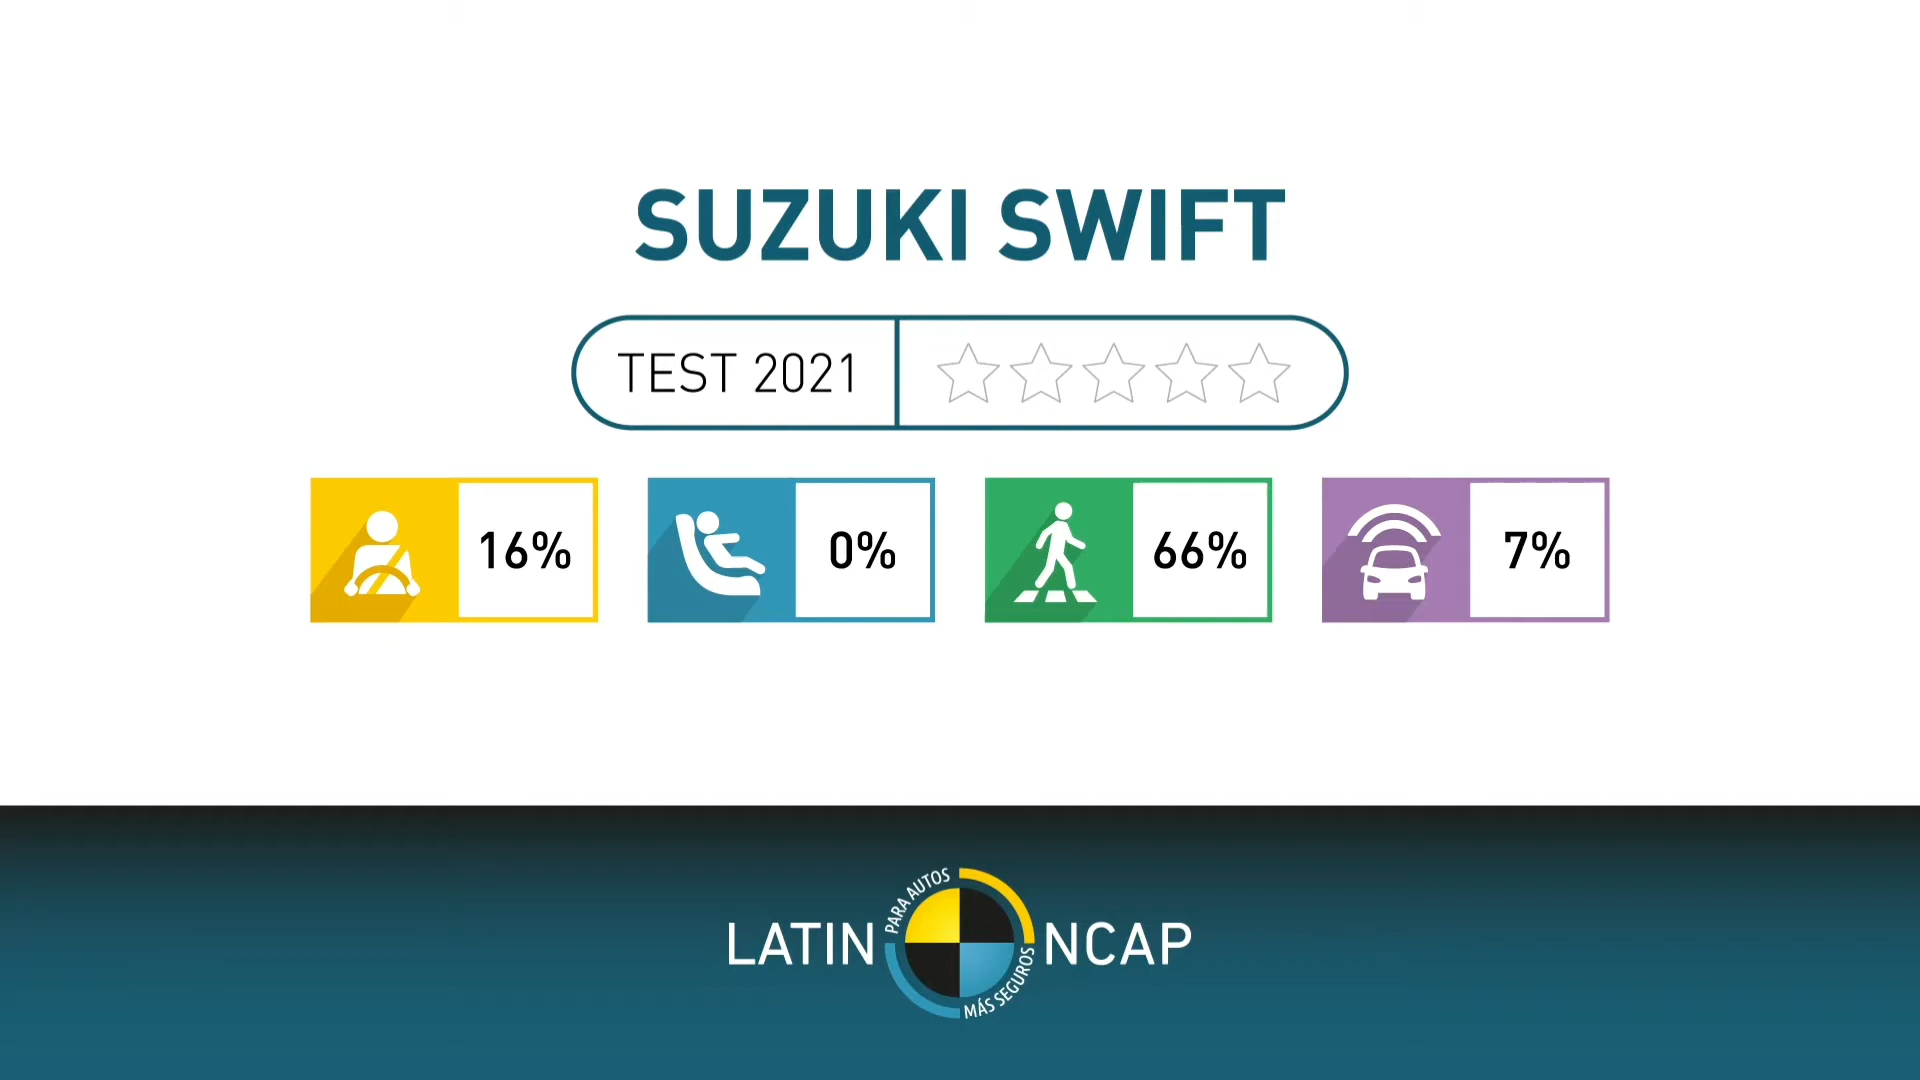 SUZUKI SWIFT
TEST 2021
16%
0%
66%
7%
LATIN NCAP
PARA AUTOS
MÁS SEGUROS